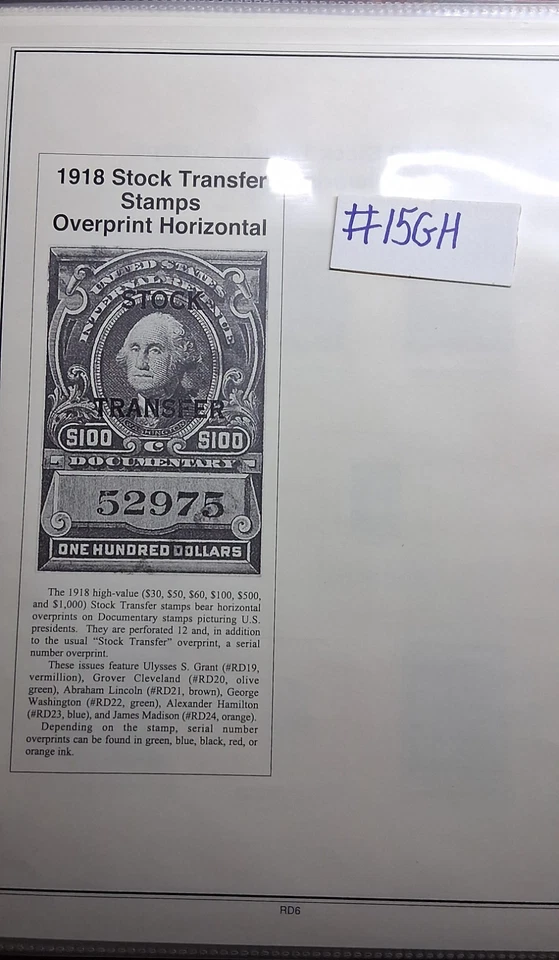 1918 Stock Transfer
Stamps
Overprint Horizontal
#15GH
UNITED STATES
INTERNAL REVENUE
STOCK
TRANSFER
$100 C $100
DOCUMENTARY
52975
ONE HUNDRED DOLLARS
The 1918 high-value ($30, $50, $60, $100, $500,
and $1,000) Stock Transfer stamps bear horizontal
overprints on Documentary stamps picturing U.S.
presidents. They are perforated 12 and, in addition
to the usual “Stock Transfer” overprint, a serial
number overprint.
These issues feature Ulysses S. Grant (#RD19,
vermillion), Grover Cleveland (#RD20, olive
green), Abraham Lincoln (#RD21, brown), George
Washington (#RD22, green), Alexander Hamilton
(#RD23, blue), and James Madison (#RD24, orange).
Depending on the stamp, serial number
overprints can be found in green, blue, black, red, or
orange ink.
RD6